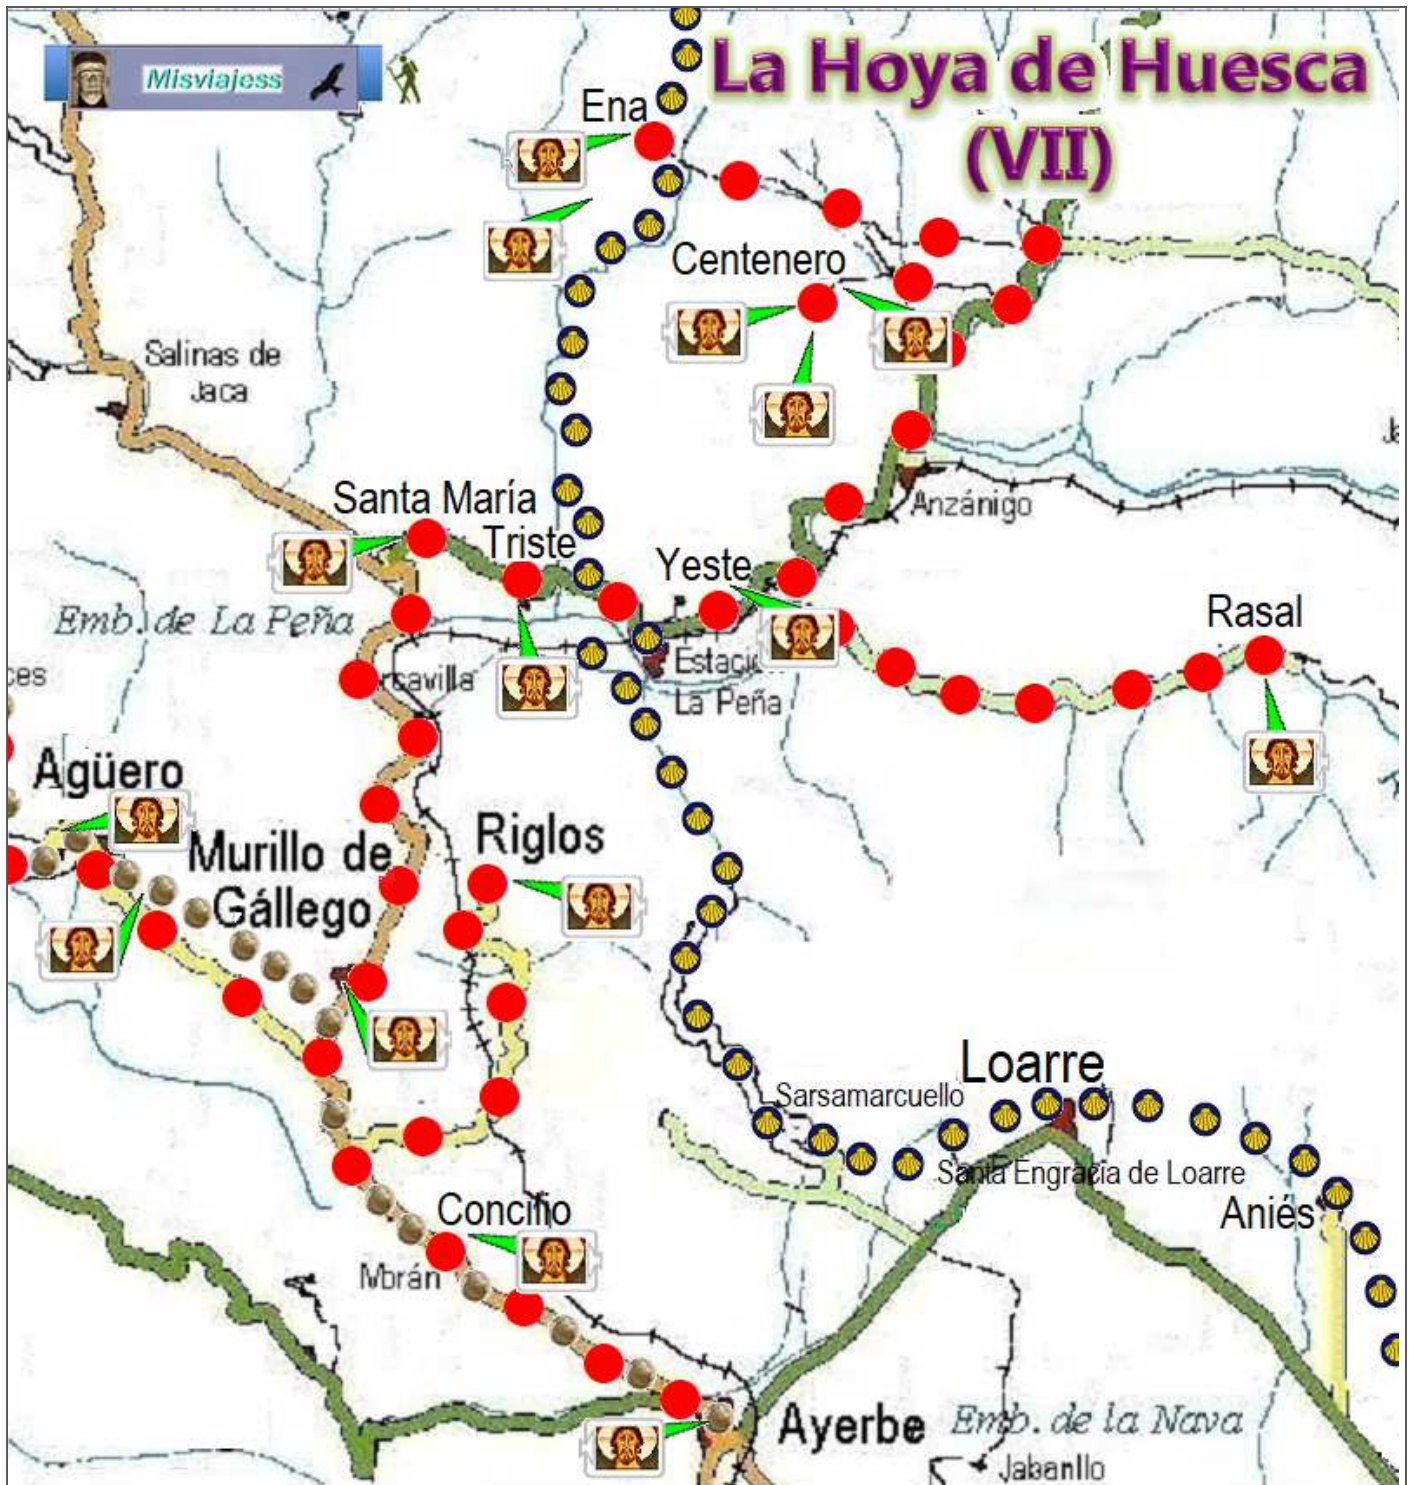 Misviajess
La Hoya de Huesca
(VII)
Ena
Centenero
Salinas de
Jaca
Santa María
Triste
Anzánigo
Yeste
Emb. de La Peña
Rasal
La Peña
Agüero
Riglos
Murillo de
Gállego
Loarre
Sarsamarcuello
Santa Engracia de Loarre
Aniés
Concilio
Ayerbe
Emb. de la Nava